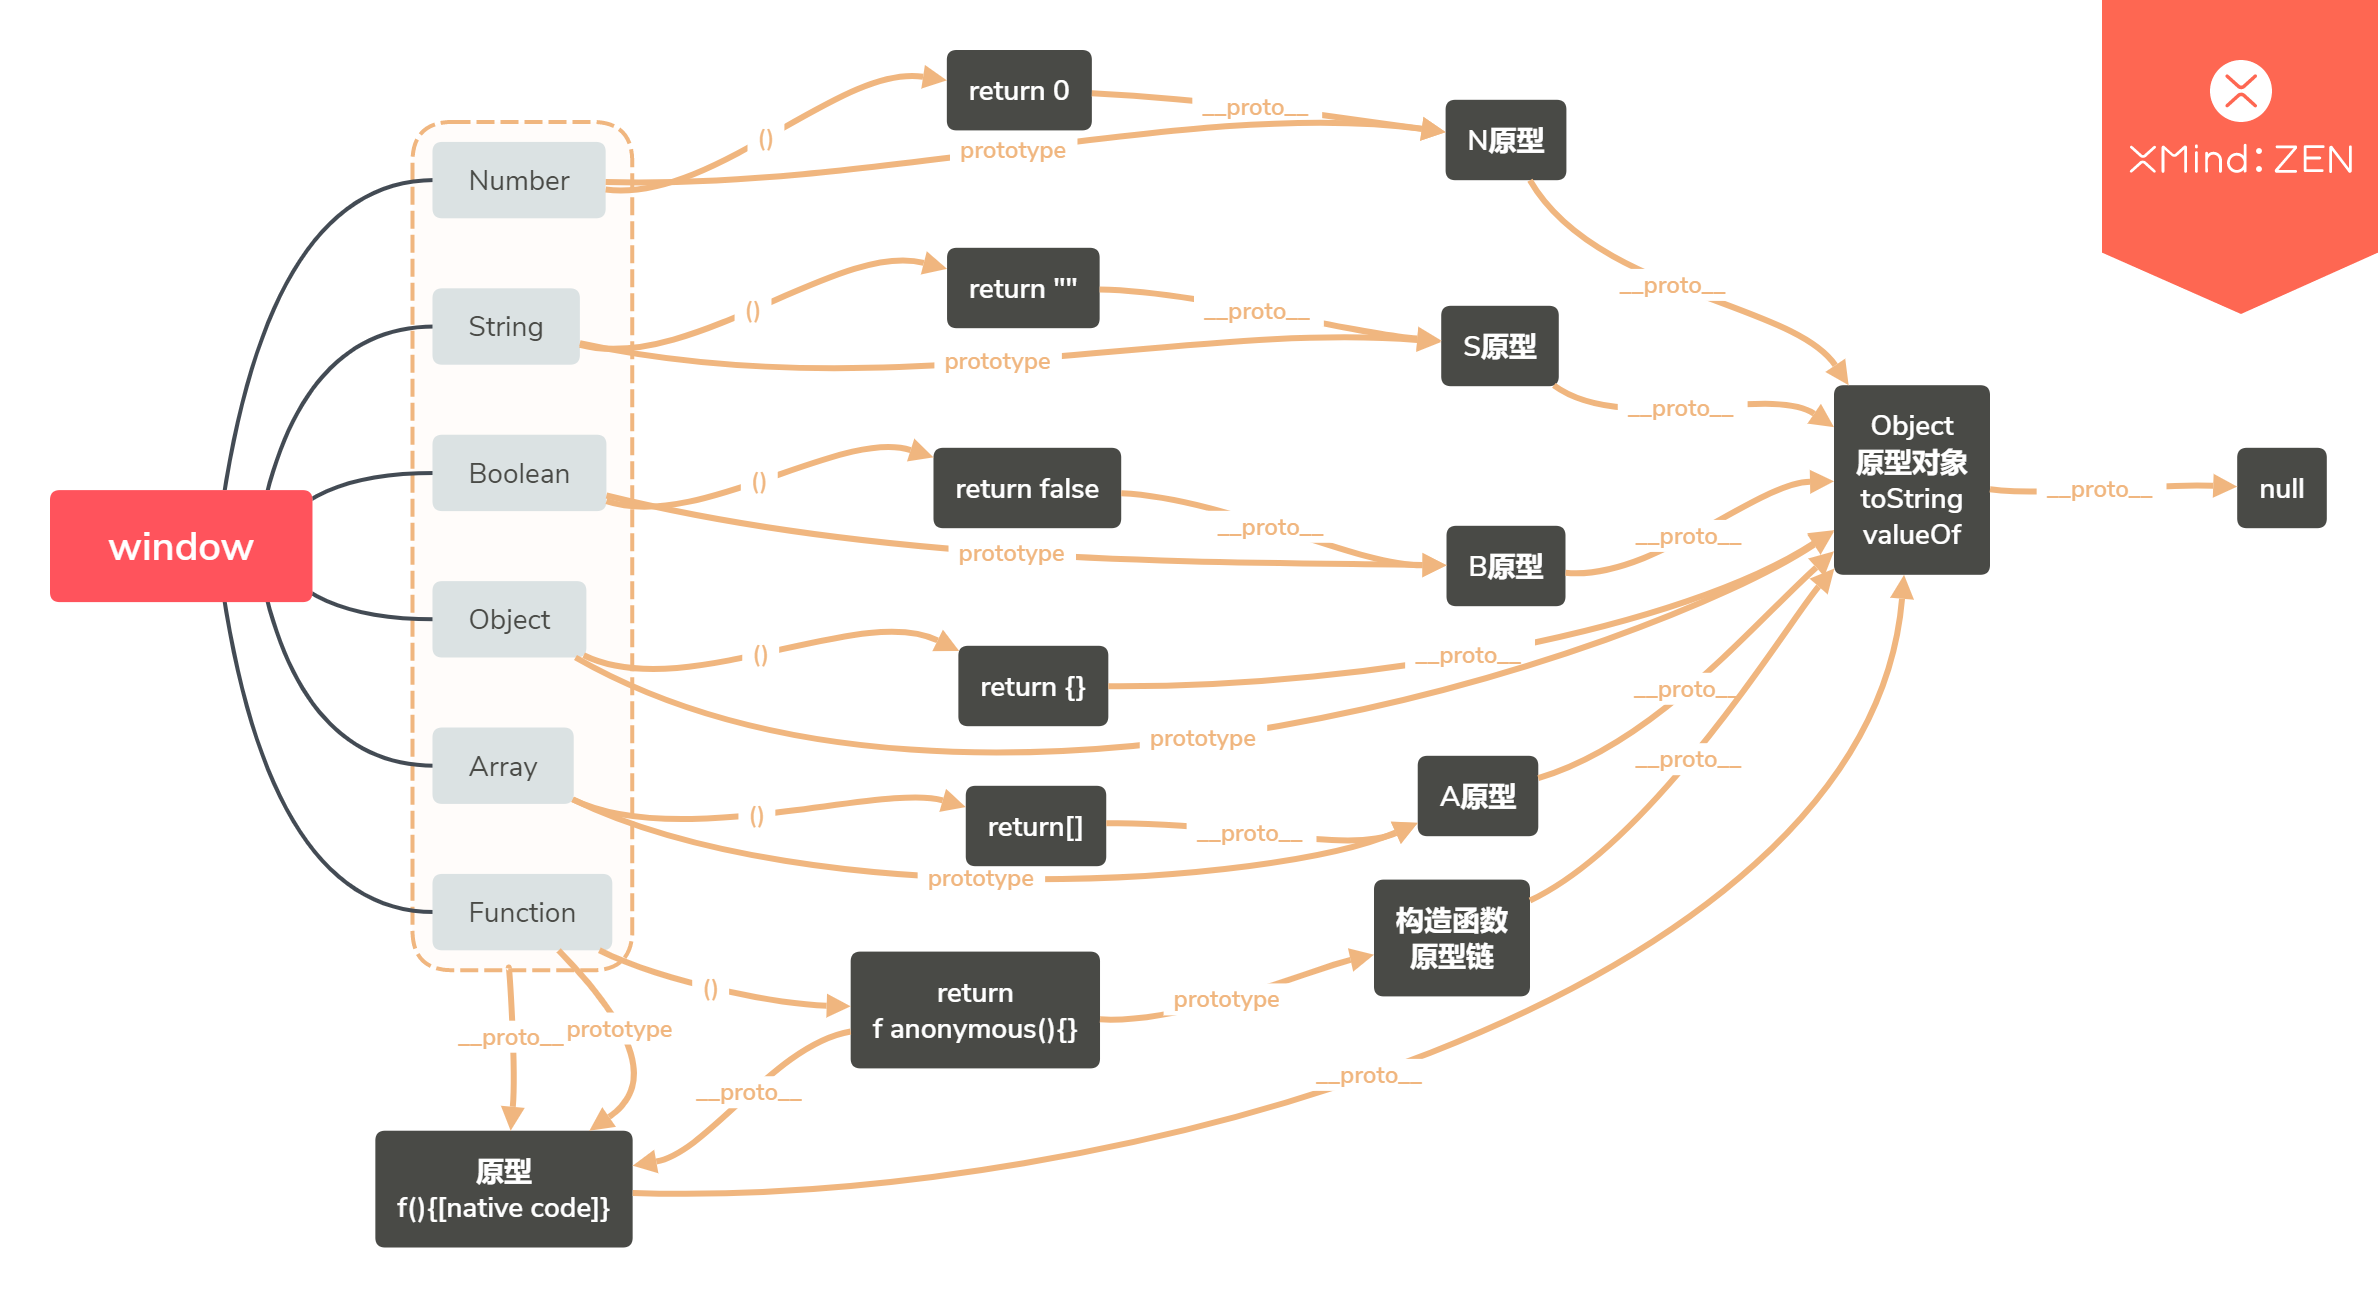 return 0
__proto__
N原型
()
prototype
Number
XMind:ZEN
__proto__
return ""
()
__proto__
String
S原型
prototype
__proto__
Object
原型对象
toString
valueOf
__proto__
null
Boolean
()
return false
__proto__
prototype
B原型
__proto__
window
Object
()
return {}
__proto__
prototype
__proto__
__proto__
Array
()
return[]
__proto__
A原型
prototype
Function
构造函数
原型链
()
return
f anonymous(){}
prototype
__proto__
prototype
__proto__
__proto__
原型
f(){[native code]}